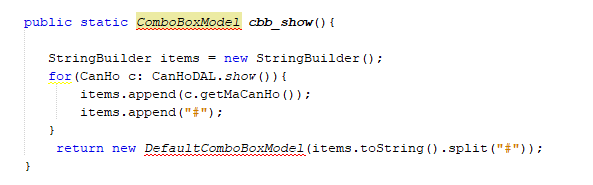 public static ComboBoxModel cbb_show(){
StringBuilder items = new StringBuilder();
for(CanHo c: CanHoDAL.show()){
items.append(c.getMaCanHo());
items.append("#");
}
return new DefaultComboBoxModel(items.toString().split("#"));
}